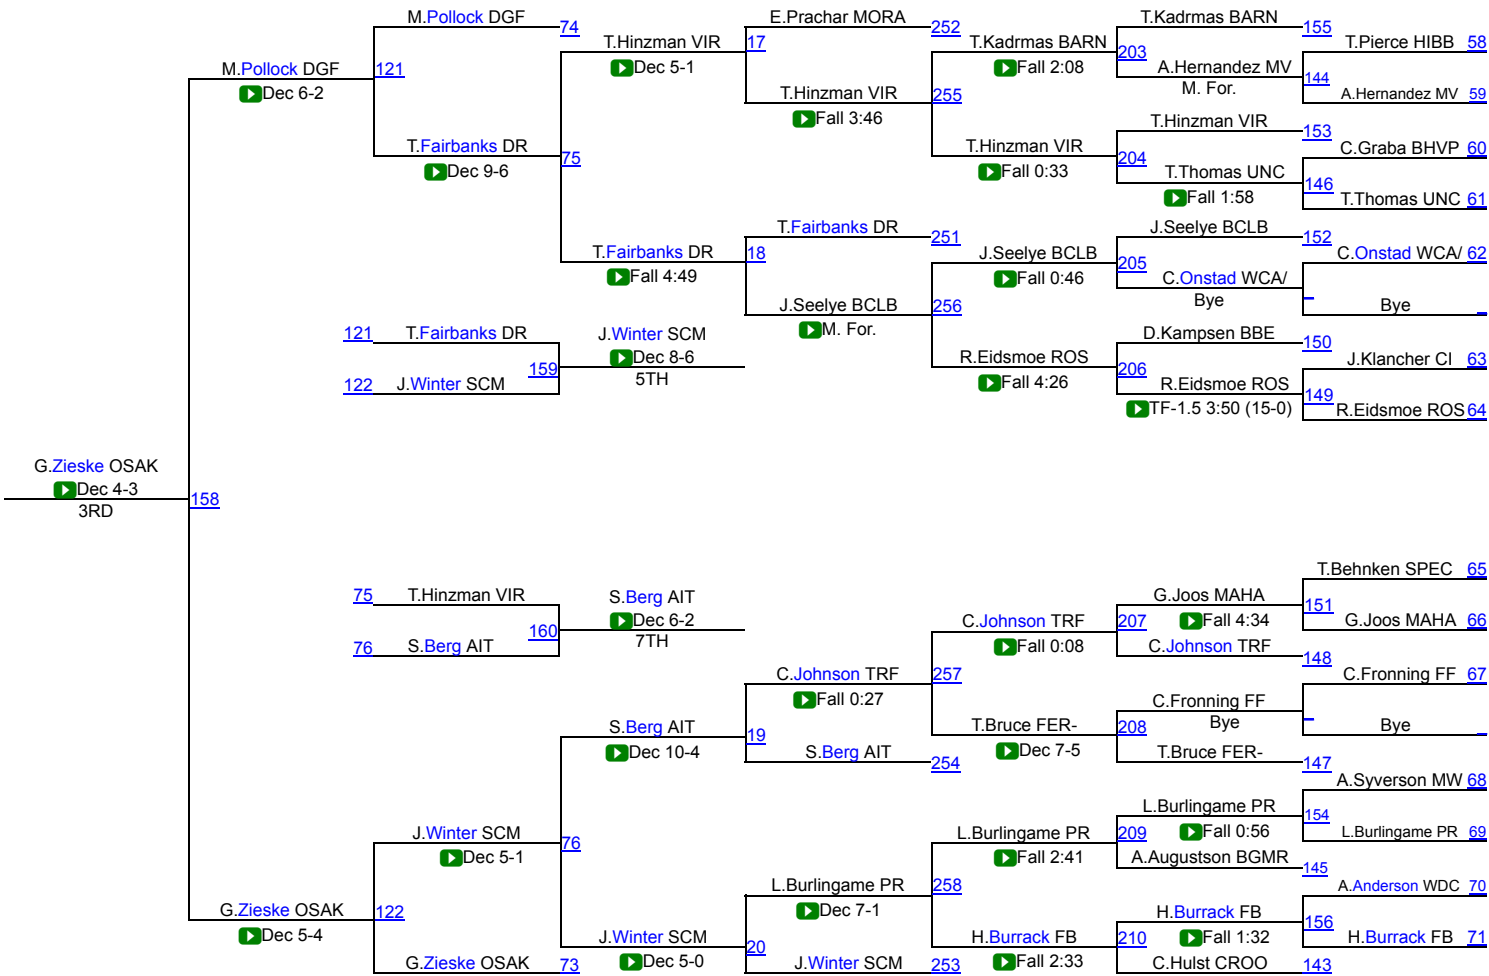 M.Pollock DGF 74
E.Prachar MORA 252
T.Kadrmas BARN 155
T.Hinzman VIR 17
Dec 5-1
T.Kadrmas BARN 203
Fall 2:08
T.Pierce HIBB 58
M.Pollock DGF 121
Dec 6-2
A.Hernandez MV 144
M. For.
T.Hinzman VIR 255
Fall 3:46
A.Hernandez MV 59
T.Hinzman VIR 153
T.Fairbanks DR 75
Dec 9-6
T.Hinzman VIR 204
Fall 0:33
C.Graba BHVP 60
T.Thomas UNC 146
Fall 1:58
T.Thomas UNC 61
T.Fairbanks DR 251
J.Seelye BCLB 152
T.Fairbanks DR 18
Fall 4:49
J.Seelye BCLB 205
Fall 0:46
C.Onstad WCA/ 62
C.Onstad WCA/
Bye
J.Seelye BCLB 256
M. For.
Bye
121 T.Fairbanks DR
J.Winter SCM
159 Dec 8-6
5TH
122 J.Winter SCM
D.Kampsen BBE 150
R.Eidsmoe ROS 206
Fall 4:26
J.Klancher CI 63
R.Eidsmoe ROS 149
TF-1.5 3:50 (15-0)
R.Eidsmoe ROS 64
G.Zieske OSAK 158
Dec 4-3
3RD
T.Behnken SPEC 65
75 T.Hinzman VIR
S.Berg AIT
160 Dec 6-2
7TH
76 S.Berg AIT
G.Joos MAHA 151
Fall 4:34
C.Johnson TRF 207
Fall 0:08
G.Joos MAHA 66
C.Johnson TRF 148
C.Johnson TRF 257
Fall 0:27
C.Fronning FF 67
C.Fronning FF
Bye
S.Berg AIT 19
Dec 10-4
T.Bruce FER- 208
Dec 7-5
Bye
S.Berg AIT 254
T.Bruce FER- 147
A.Syverson MW 68
L.Burlingame PR 154
Fall 0:56
J.Winter SCM 76
Dec 5-1
L.Burlingame PR 209
Fall 2:41
L.Burlingame PR 69
A.Augustson BGMR 145
L.Burlingame PR 258
Dec 7-1
A.Anderson WDC 70
G.Zieske OSAK 122
Dec 5-4
H.Burrack FB 156
Fall 1:32
J.Winter SCM 20
Dec 5-0
H.Burrack FB 210
Fall 2:33
H.Burrack FB 71
G.Zieske OSAK 73
J.Winter SCM 253
C.Hulst CROO 143